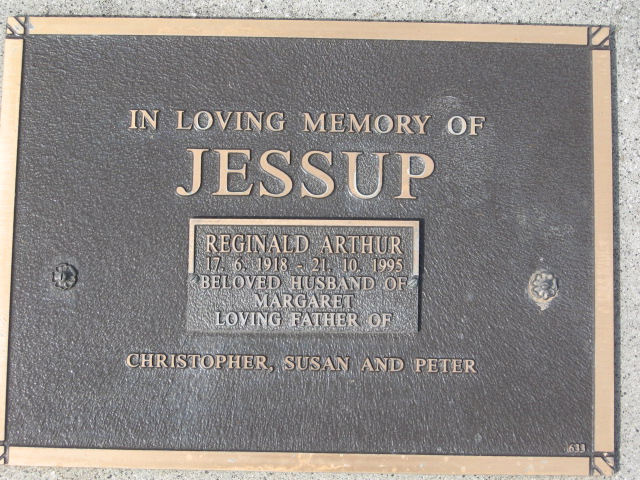 IN LOVING MEMORY OF
JESSUP
REGINALD ARTHUR
17. 6. 1918 - 21. 10. 1995
BELOVED HUSBAND OF
MARGARET
LOVING FATHER OF
CHRISTOPHER, SUSAN AND PETER
633